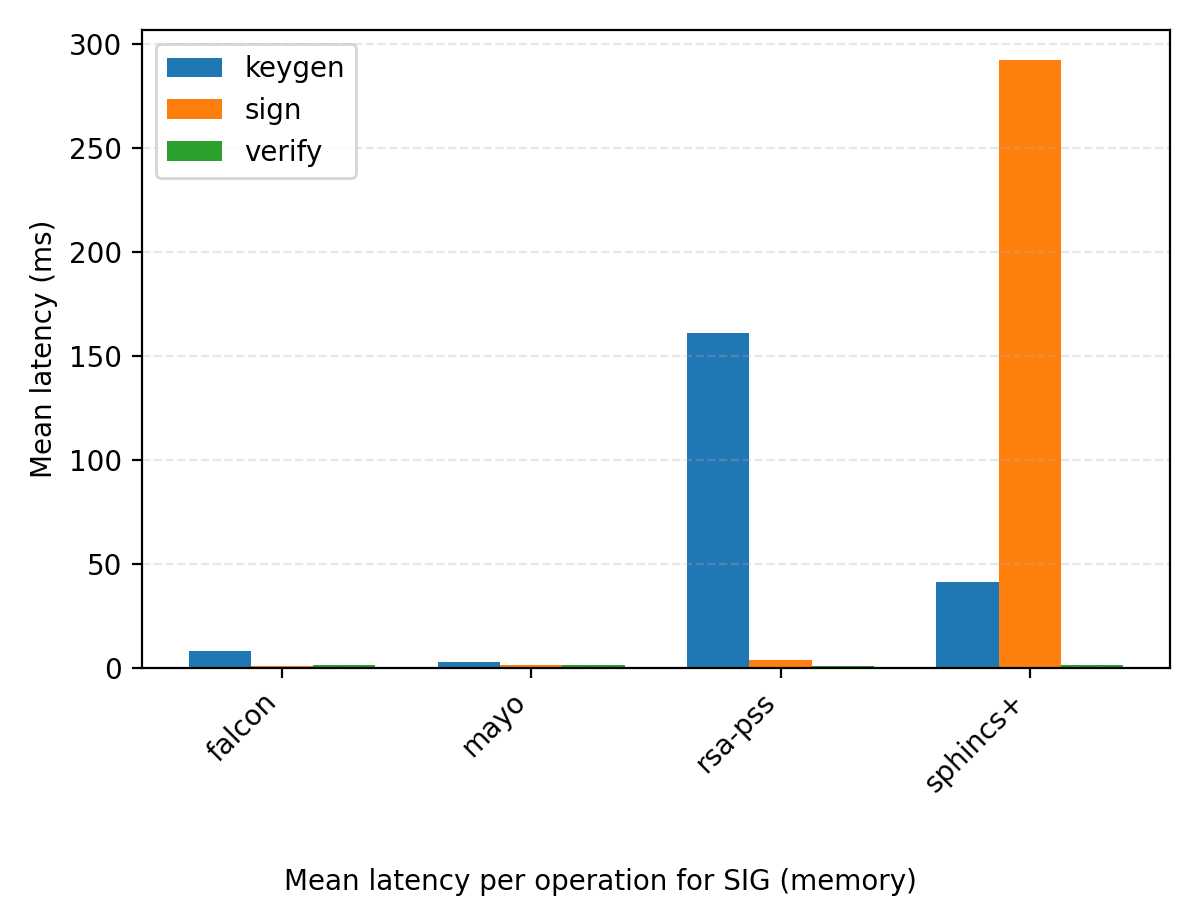 300
250
200
150
100
50
0
Mean latency (ms)
keygen
sign
verify
falcon
mayo
rsa-pss
sphincs+
Mean latency per operation for SIG (memory)